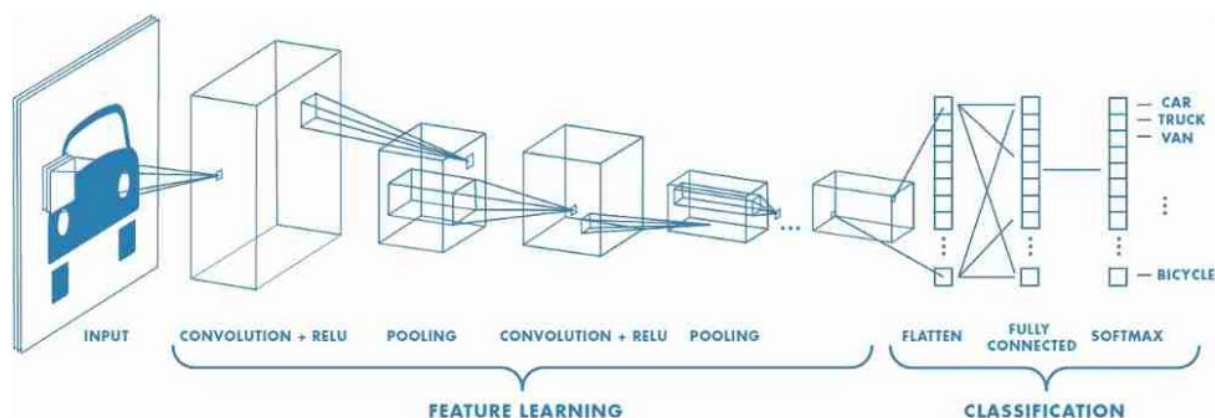 CAR
TRUCK
VAN
BICYCLE
INPUT
CONVOLUTION + RELU
POOLING
CONVOLUTION + RELU
POOLING
FLATTEN
FULLY
CONNECTED
SOFTMAX
FEATURE LEARNING
CLASSIFICATION